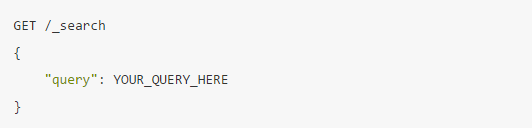 GET /_search
{
    "query": YOUR_QUERY_HERE
}